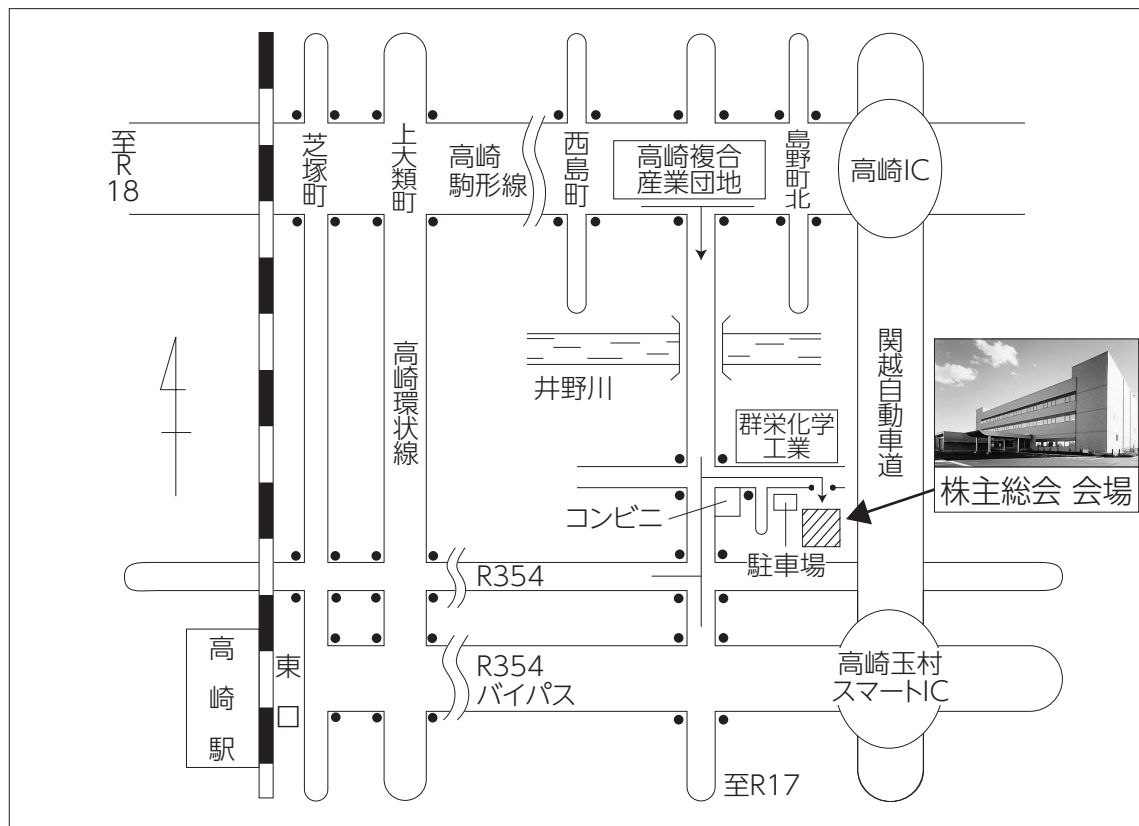 至R18
芝塚町
上大類町
高崎
駒形線
西島町
高崎複合
産業団地
島野町北
高崎IC
高崎環状線
井野川
関越自動車道
群栄化学
工業
株主総会 会場
コンビニ
駐車場
R354
高崎駅
東口
R354
バイパス
高崎玉村
スマートIC
至R17